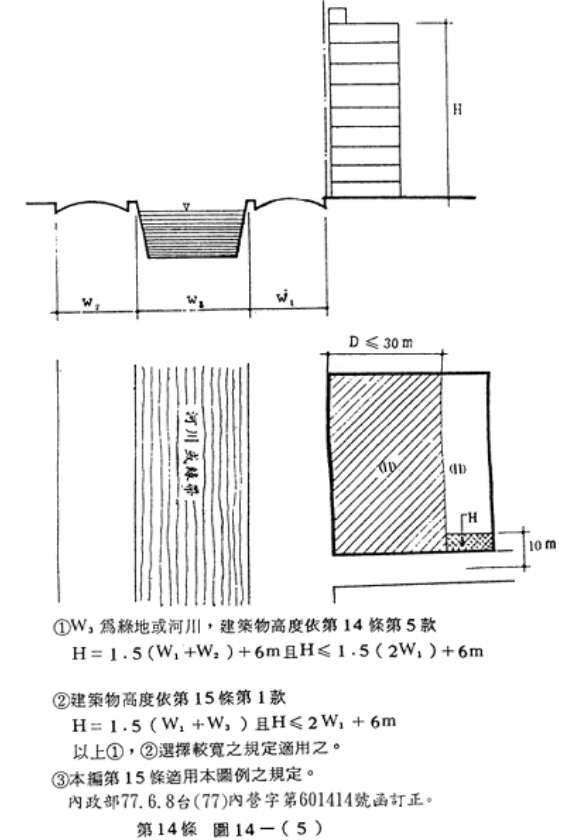 H
W₂ W₃ W₁
D ≤ 30 m
河川或綠帶
H
10 m
①W₃ 爲綠地或河川，建築物高度依第 14 條第 5 款
H = 1.5 (W₁+W₂) +6m且H≤ 1.5 ( 2W₁ ) +6m
②建築物高度依第 15 條第 1 款
H = 1.5 ( W₁ +W₃ ) 且H≤ 2W₁ + 6m
以上①，②選擇較寬之規定適用之。
③本編第 15 條適用本圖例之規定。
內政部77.6.8台(77)內營字第601414號函訂正。
第14條 圖14－( 5 )